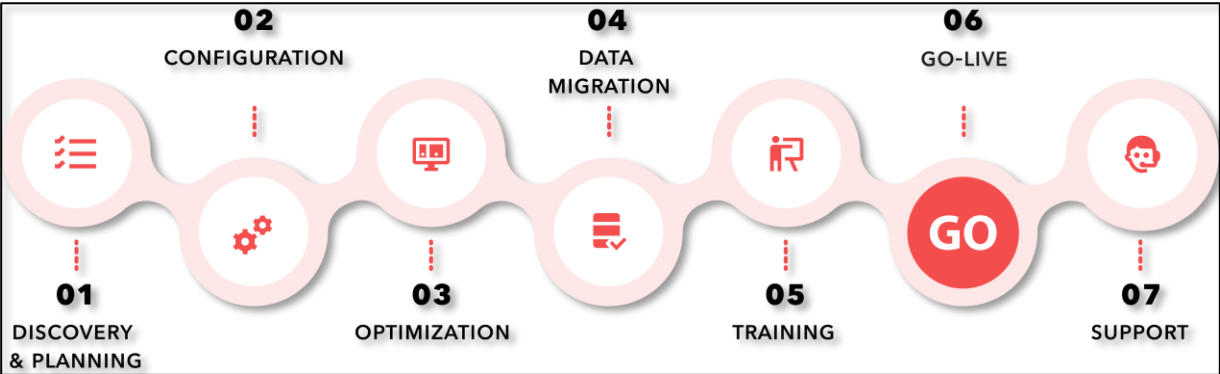 01
DISCOVERY
& PLANNING
02
CONFIGURATION
03
OPTIMIZATION
04
DATA
MIGRATION
05
TRAINING
06
GO-LIVE
GO
07
SUPPORT